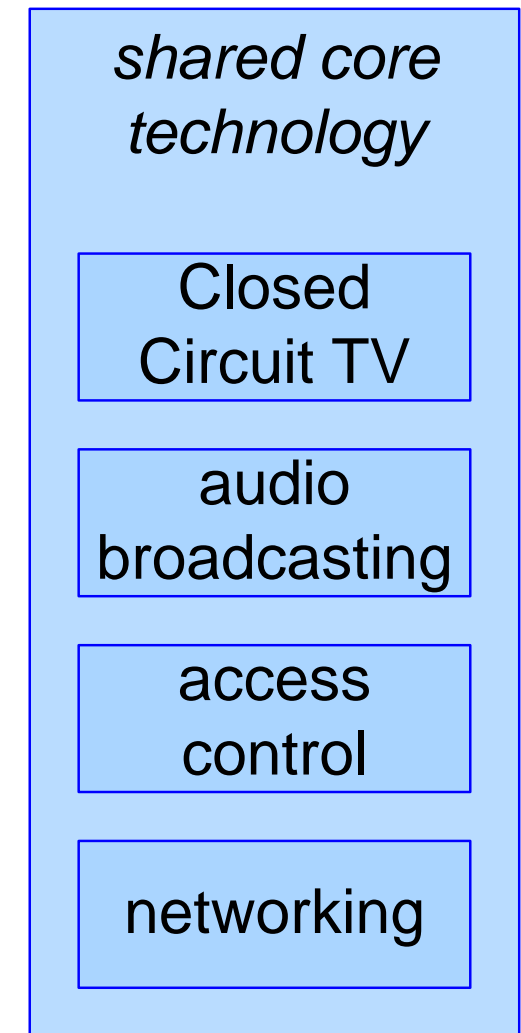 shared core
technology
Closed
Circuit TV
audio
broadcasting
access
control
networking